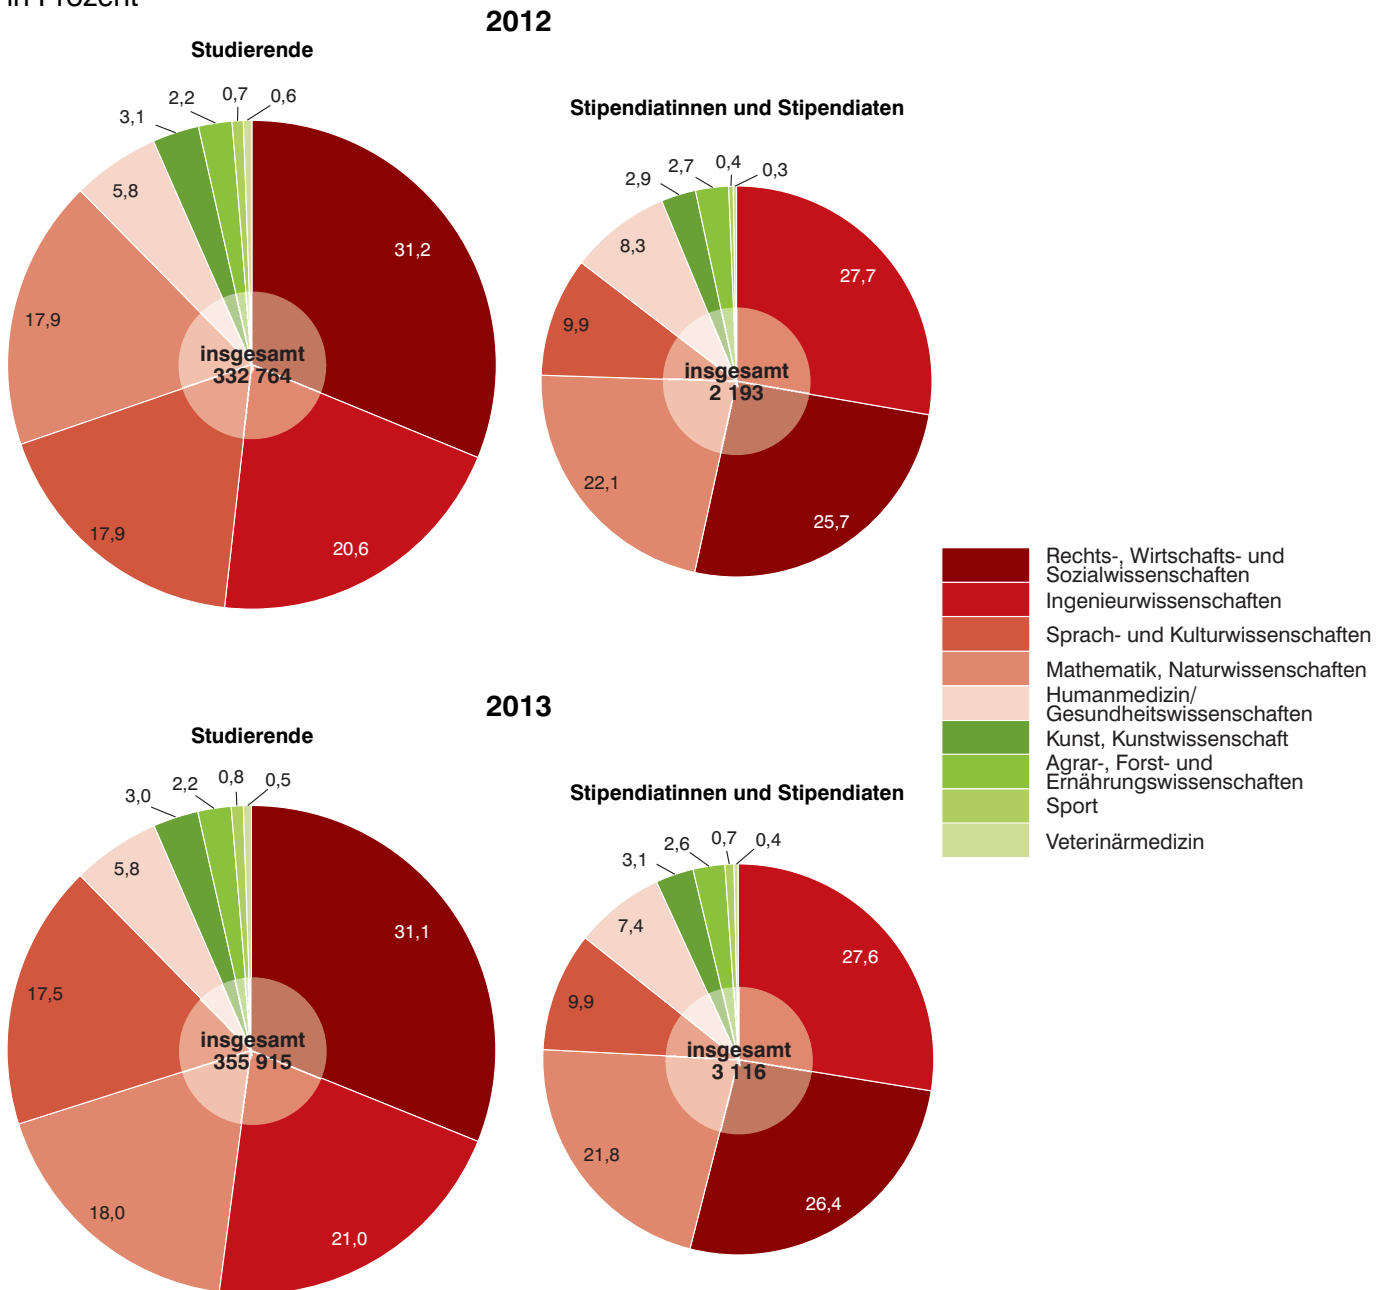 in Prozent
2012
Studierende
0,7
0,6
2,2
3,1
5,8
31,2
17,9
insgesamt
332 764
17,9
20,6
Stipendiatinnen und Stipendiaten
0,4
0,3
2,7
2,9
8,3
27,7
9,9
insgesamt
2 193
22,1
25,7
Rechts-, Wirtschafts- und
Sozialwissenschaften
Ingenieurwissenschaften
Sprach- und Kulturwissenschaften
Mathematik, Naturwissenschaften
Humanmedizin/
Gesundheitswissenschaften
Kunst, Kunstwissenschaft
Agrar-, Forst- und
Ernährungswissenschaften
Sport
Veterinärmedizin
2013
Studierende
0,8
0,5
2,2
3,0
5,8
31,1
17,5
insgesamt
355 915
18,0
21,0
Stipendiatinnen und Stipendiaten
0,7
0,4
2,6
3,1
7,4
27,6
9,9
insgesamt
3 116
21,8
26,4